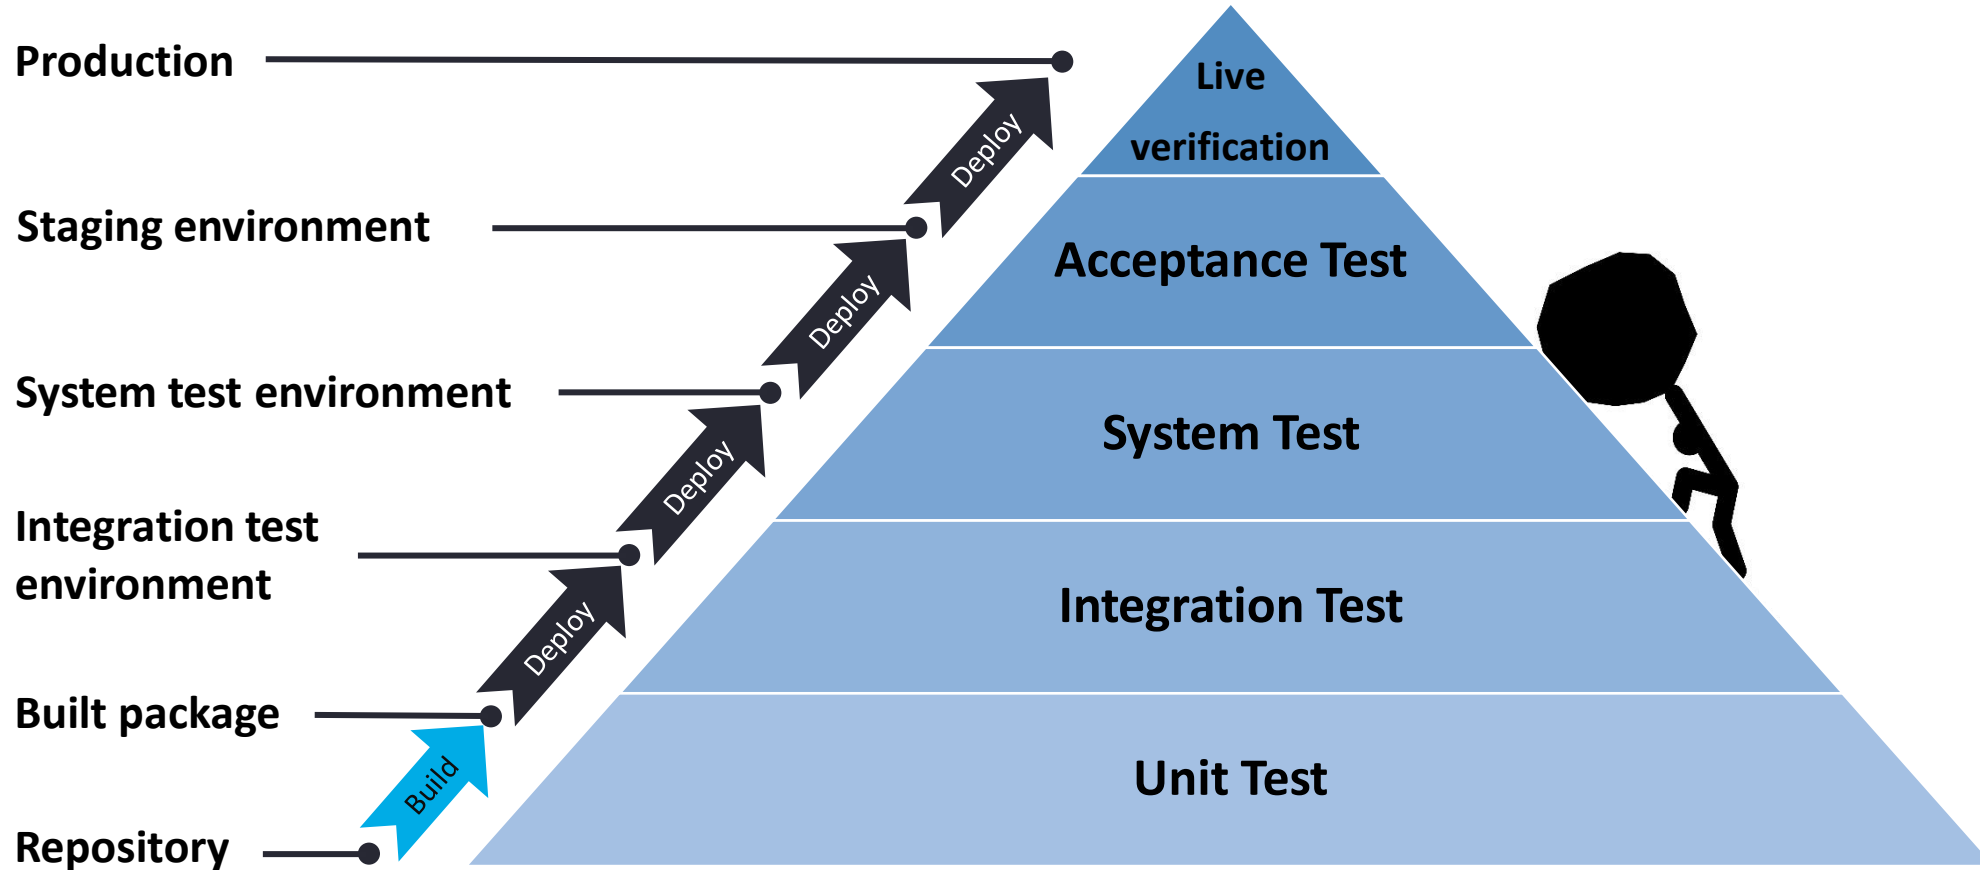 Production
Staging environment
System test environment
Integration test
environment
Built package
Repository
Deploy
Deploy
Deploy
Deploy
Build
Live
verification
Acceptance Test
System Test
Integration Test
Unit Test